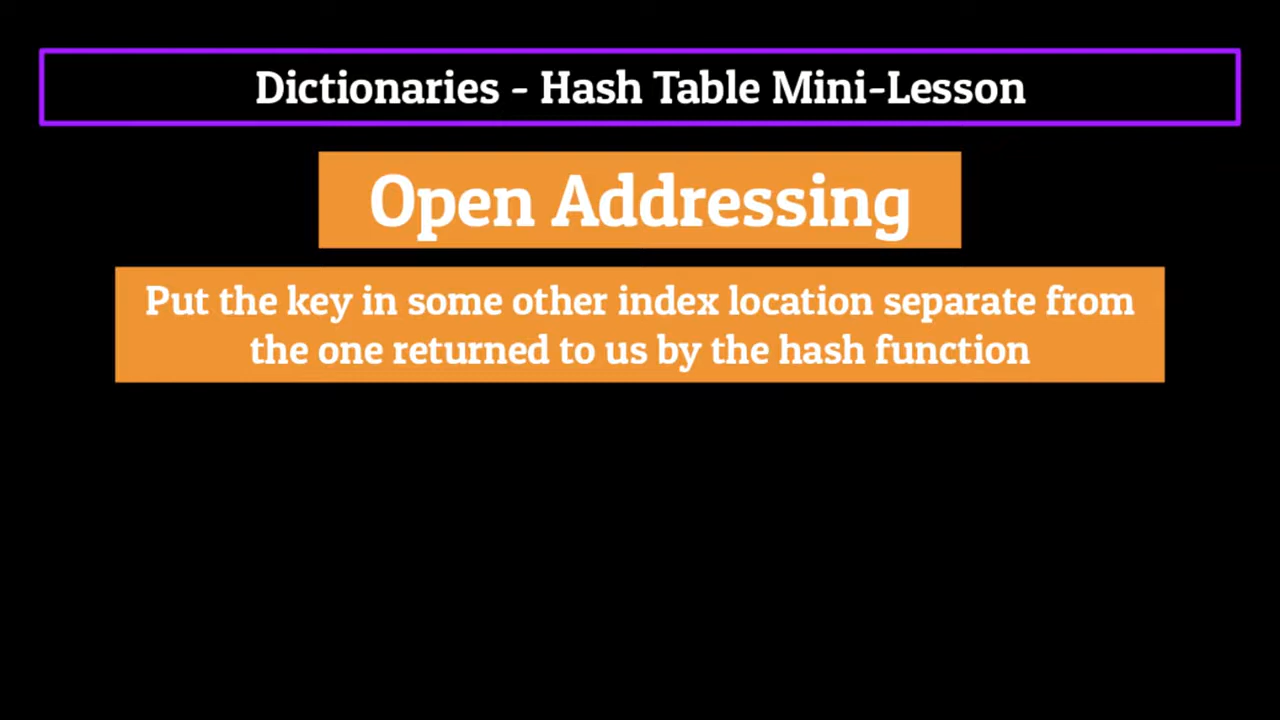 Dictionaries - Hash Table Mini-Lesson
Open Addressing
Put the key in some other index location separate from
the one returned to us by the hash function